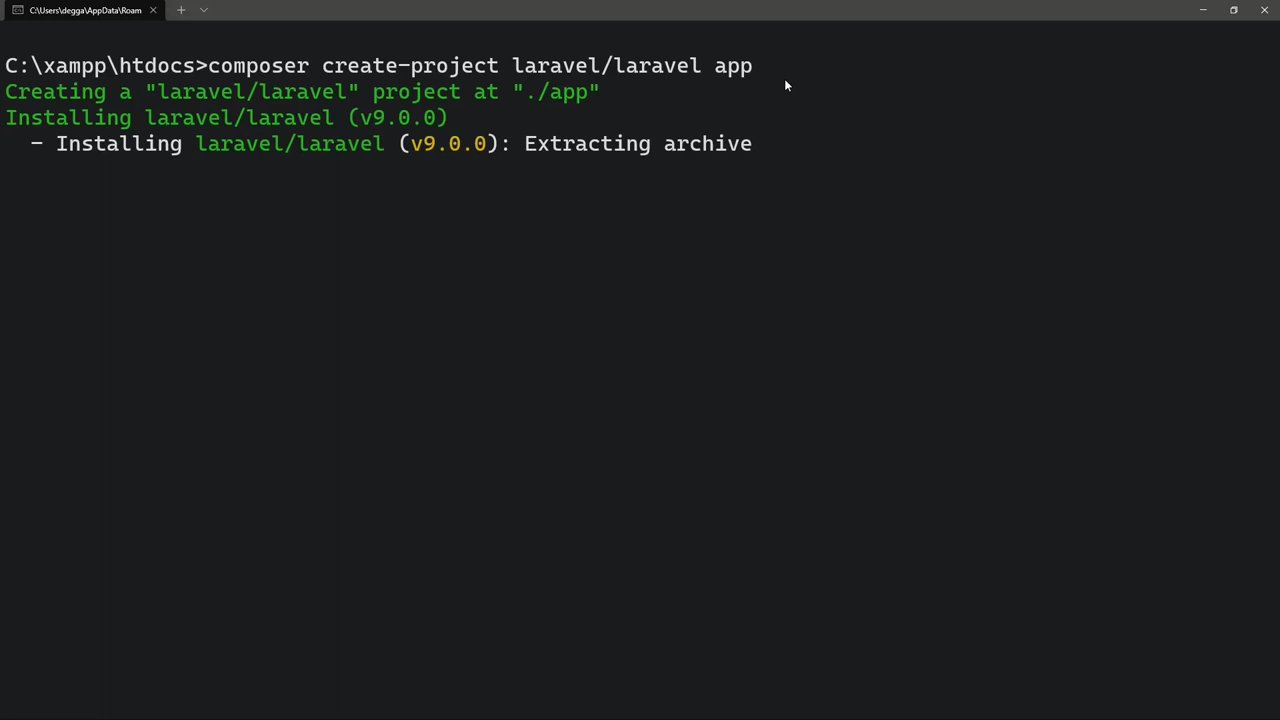 C:\Users\degga\AppData\Roam
C:\xampp\htdocs>composer create-project laravel/laravel app
Creating a "laravel/laravel" project at "./app"
Installing laravel/laravel (v9.0.0)
  - Installing laravel/laravel (v9.0.0): Extracting archive